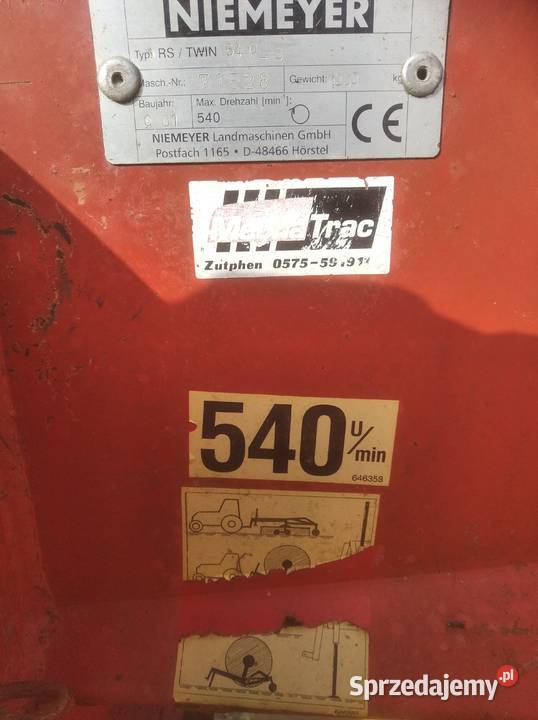 NIEMEYER
Typ: RS / TWIN
Masch.-Nr.: Gewicht: kg
Baujahr: Max. Drehzahl [min⁻¹]:
540
NIEMEYER Landmaschinen GmbH
Postfach 1165 • D-48466 Hörstel
CE
Trac
Zutphen
540 U/min
646359
Sprzedajemy.pl